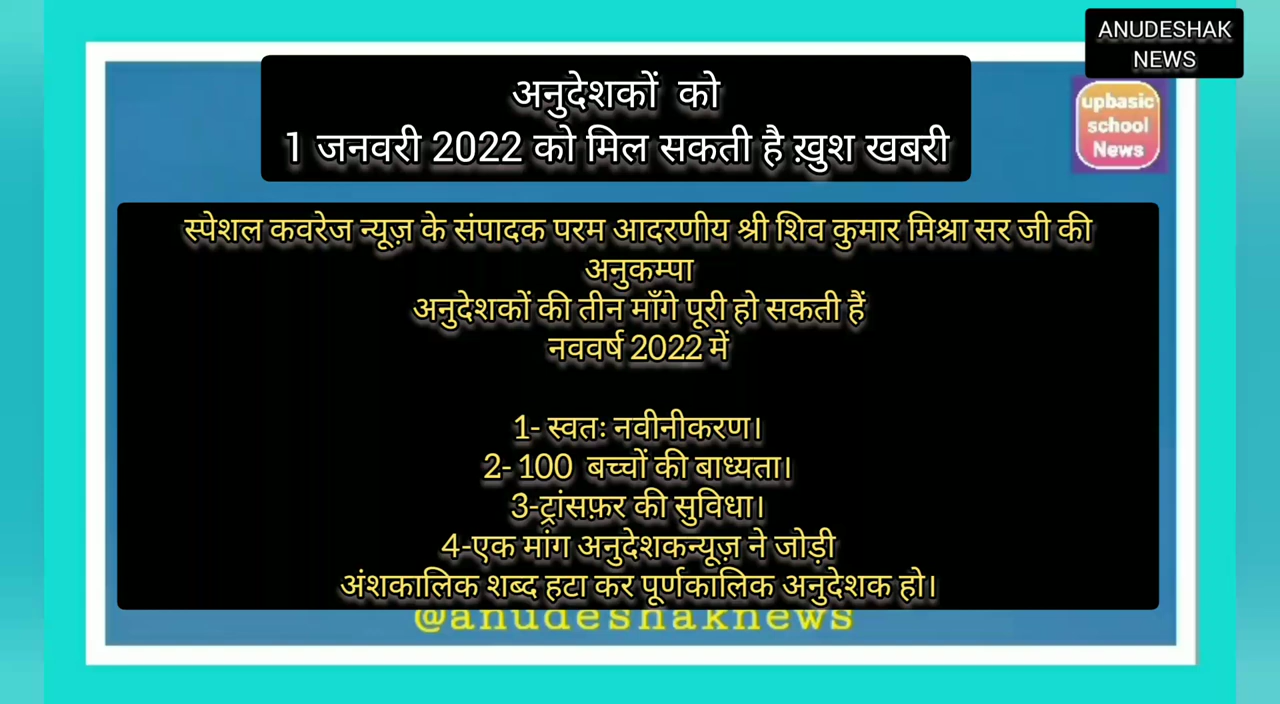 ANUDESHAK
NEWS
upbasic
school
News
अनुदेशकों को
1 जनवरी 2022 को मिल सकती है ख़ुश खबरी
स्पेशल कवरेज न्यूज़ के संपादक परम आदरणीय श्री शिव कुमार मिश्रा सर जी की
अनुकम्पा
अनुदेशकों की तीन माँगे पूरी हो सकती हैं
नववर्ष 2022 में
1- स्वतः नवीनीकरण।
2- 100 बच्चों की बाध्यता।
3-ट्रांसफ़र की सुविधा।
4-एक मांग अनुदेशकन्यूज़ ने जोड़ी
अंशकालिक शब्द हटा कर पूर्णकालिक अनुदेशक हो।
@anudeshaknews